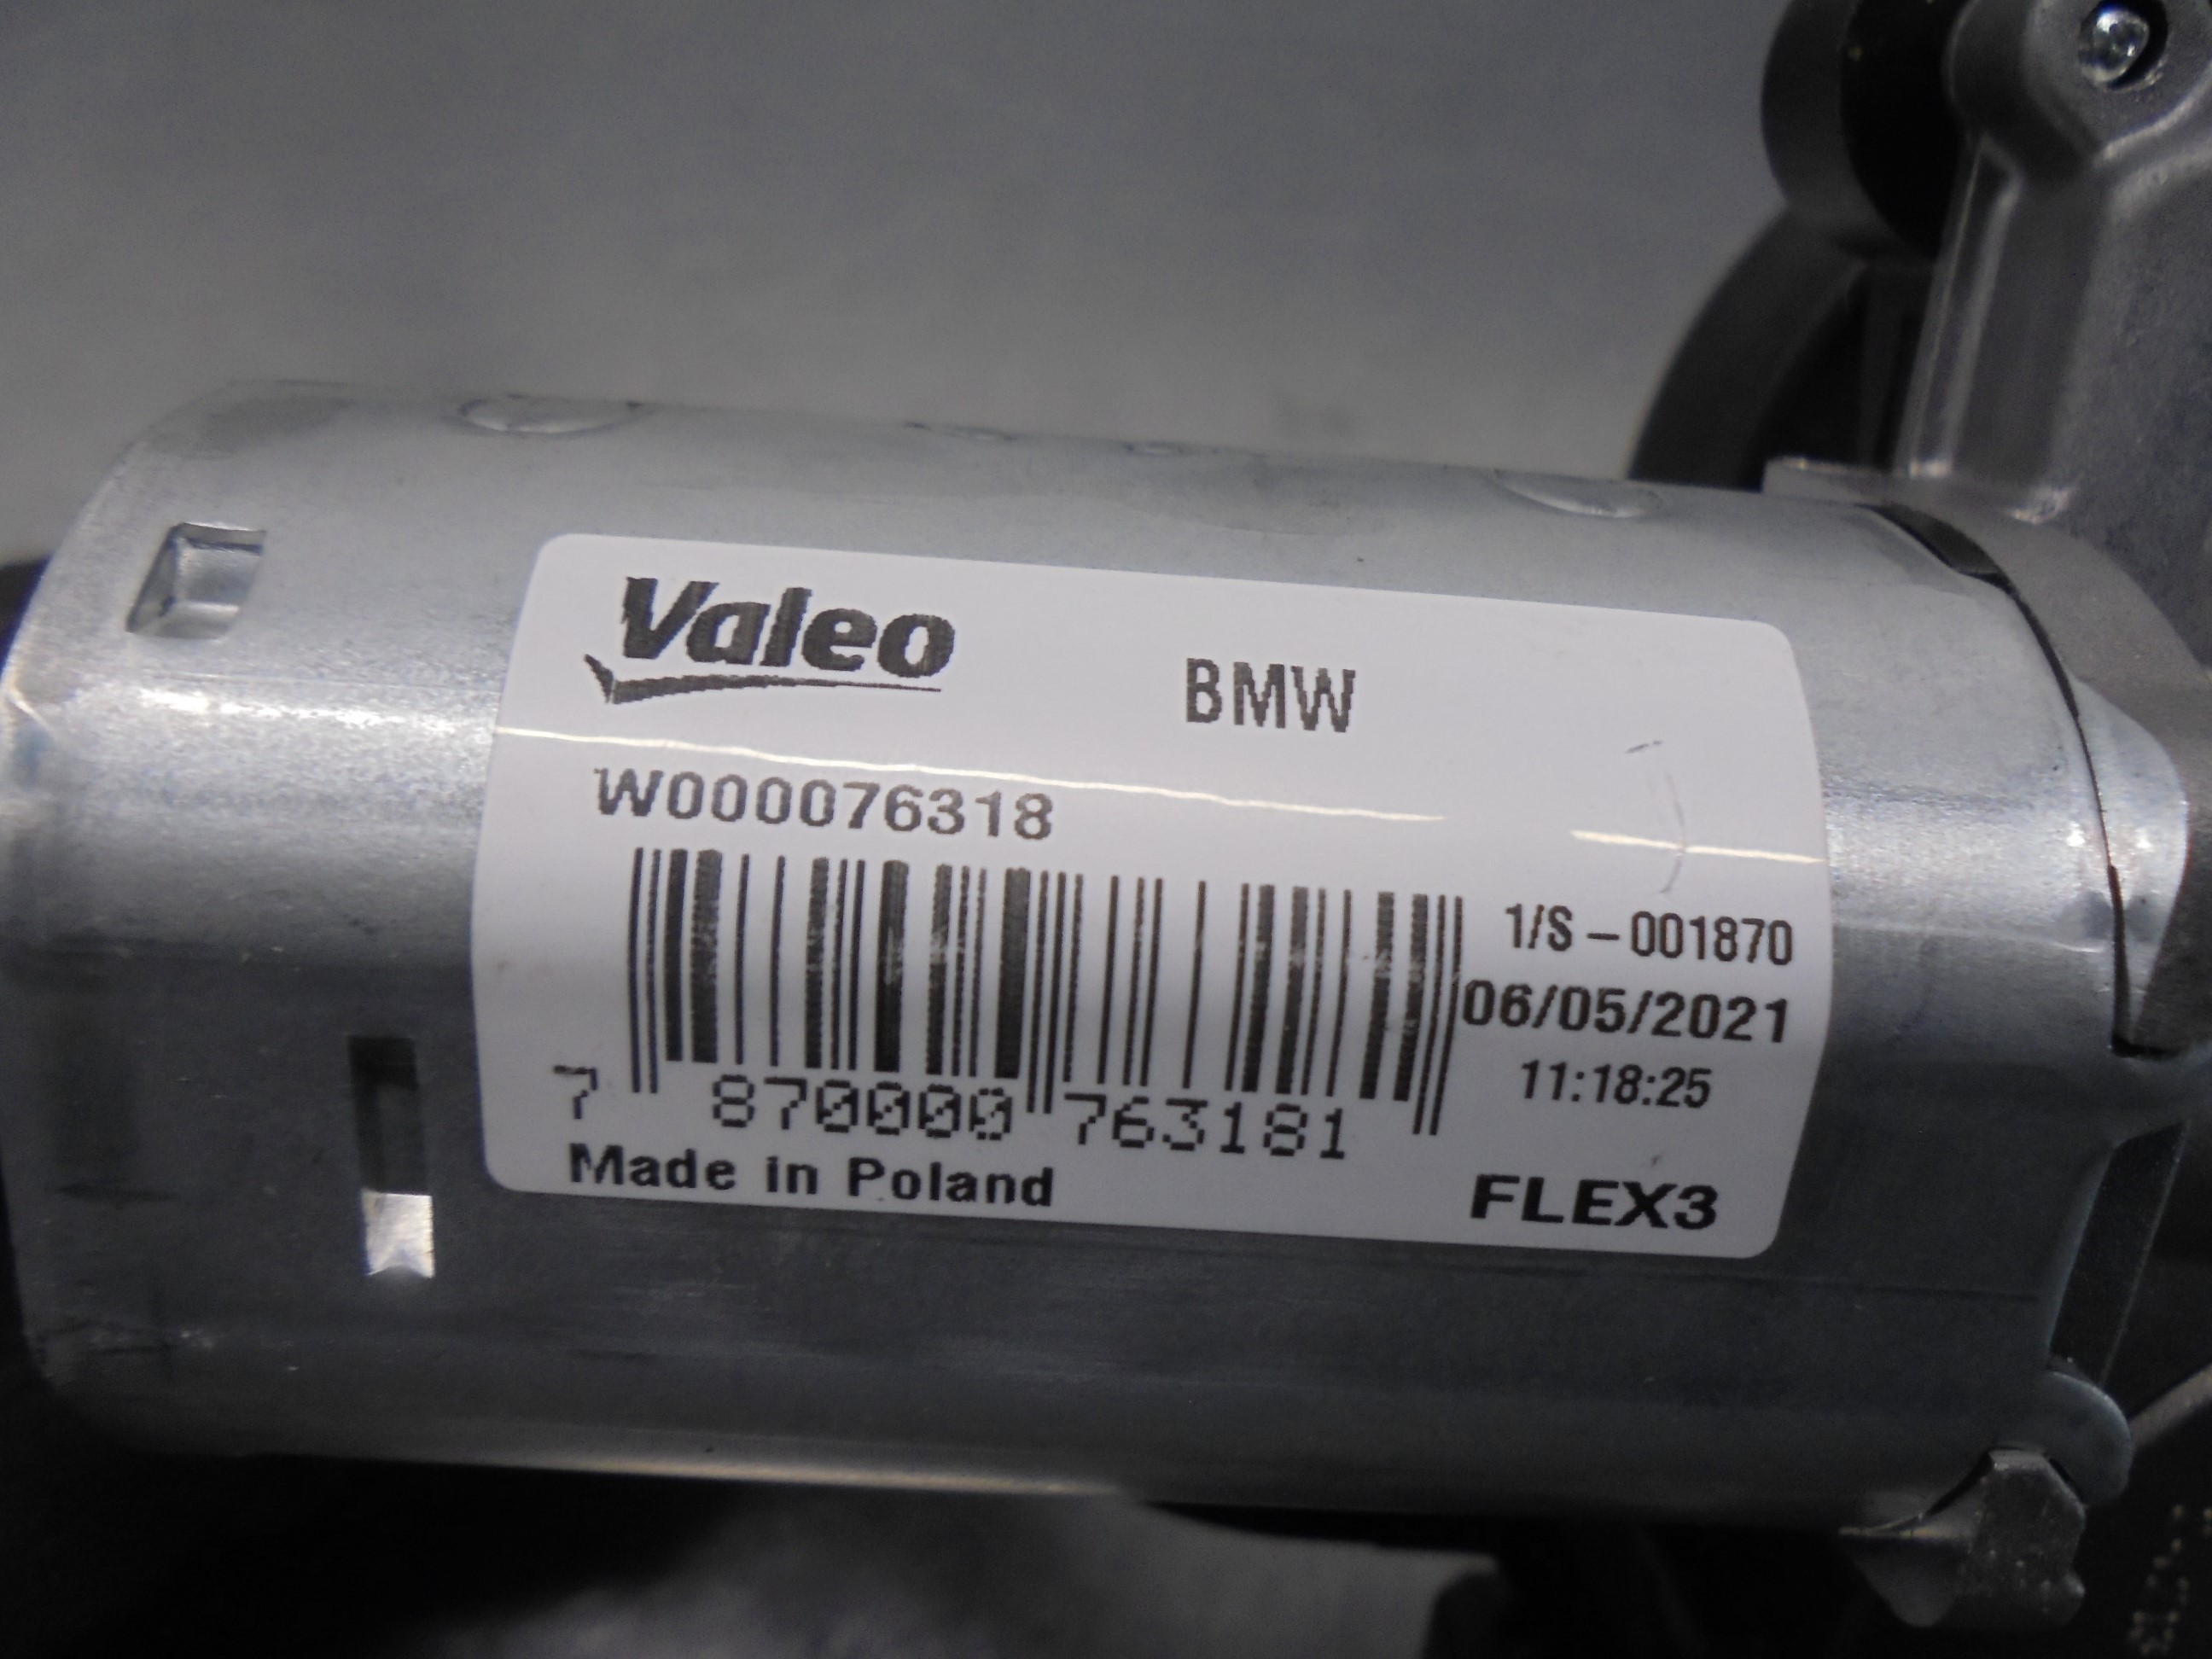 Valeo
BMW
W000076318
1/S – 001870
06/05/2021
11:18:25
7 870000 763181
Made in Poland
FLEX3